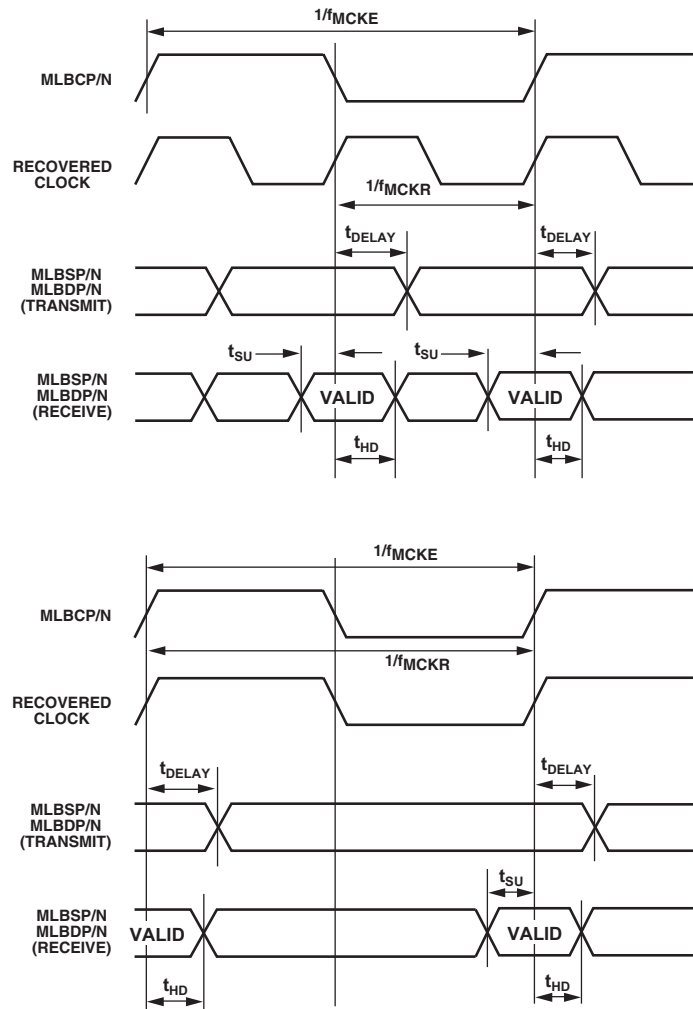 1/fMCKE
MLBCP/N
RECOVERED
CLOCK
1/fMCKR
tDELAY
tDELAY
MLBSP/N
MLBDP/N
(TRANSMIT)
tSU
tSU
MLBSP/N
MLBDP/N
(RECEIVE)
VALID
VALID
tHD
tHD
1/fMCKE
MLBCP/N
1/fMCKR
RECOVERED
CLOCK
tDELAY
tDELAY
MLBSP/N
MLBDP/N
(TRANSMIT)
tSU
MLBSP/N
MLBDP/N
(RECEIVE)
VALID
VALID
tHD
tHD